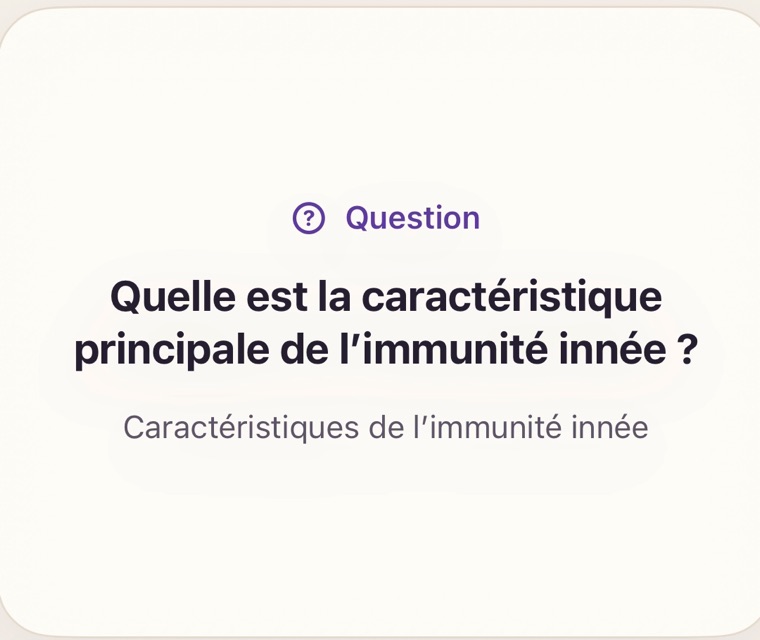 Question
Quelle est la caractéristique
principale de l’immunité innée ?
Caractéristiques de l’immunité innée